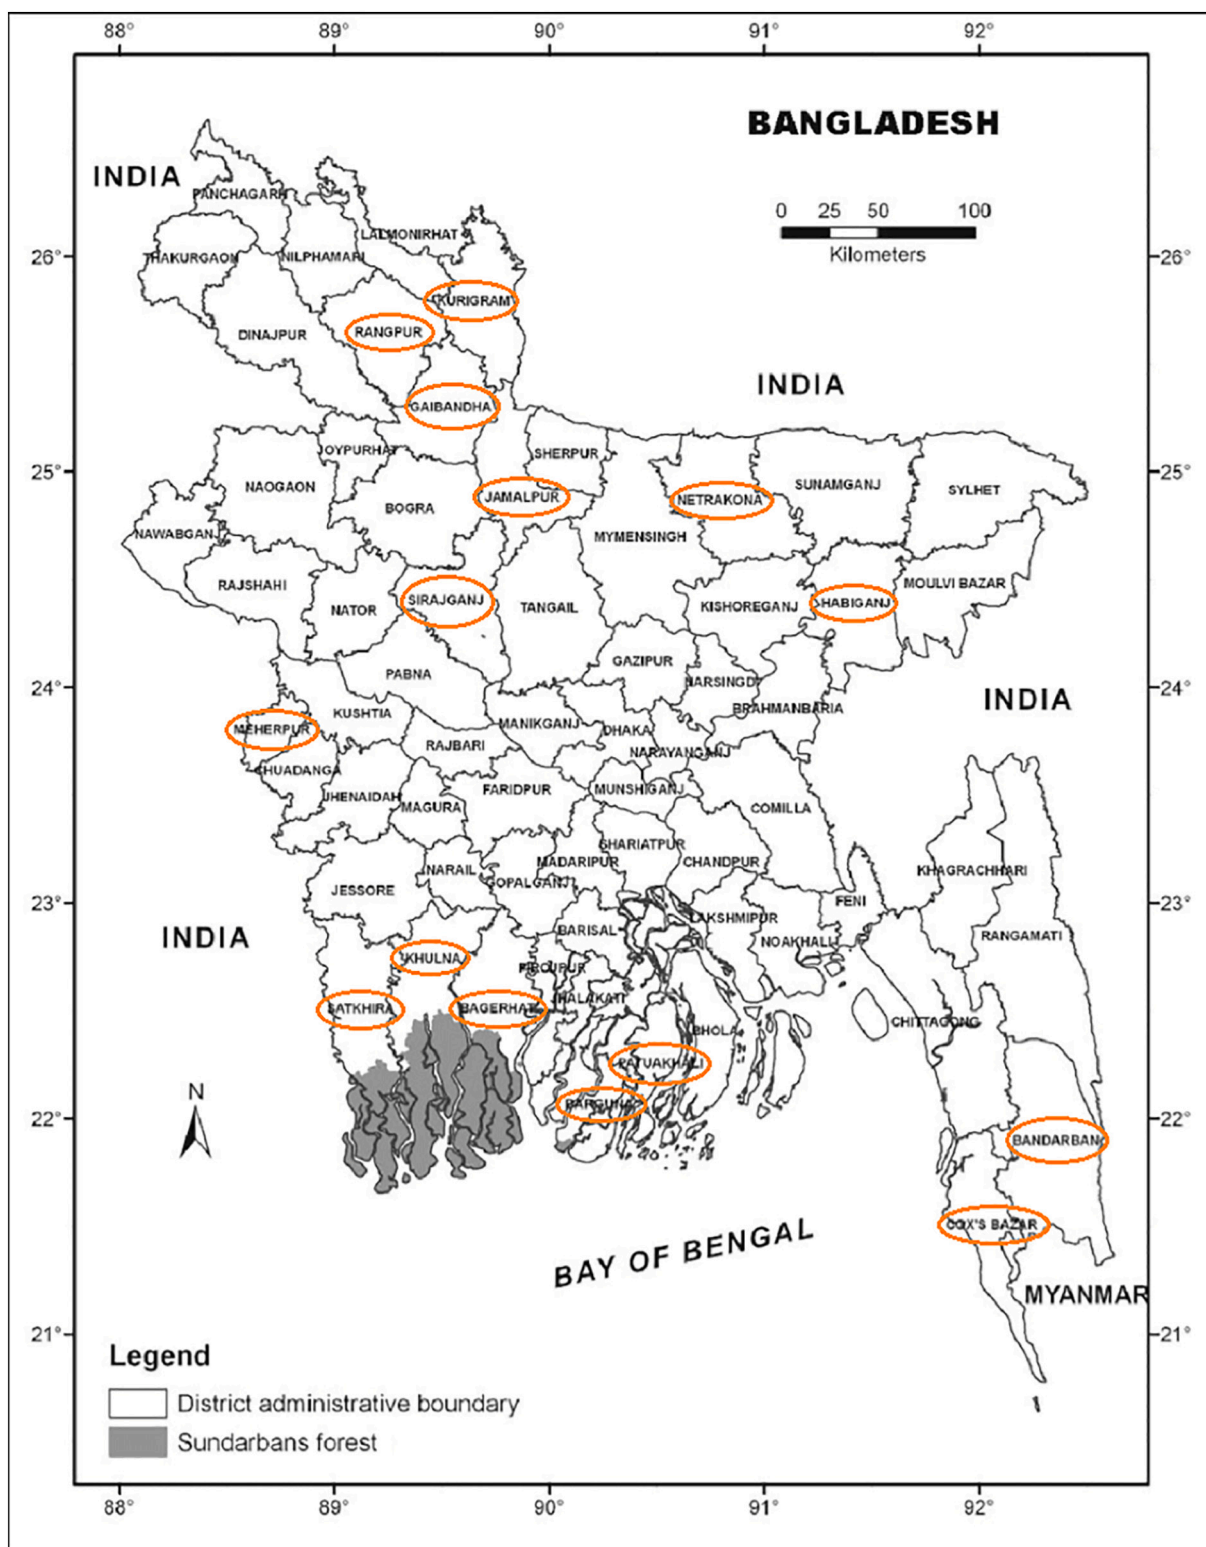 88° 89° 90° 91° 92°
BANGLADESH
INDIA
PANCHAGARH
0 25 50 100
Kilometers
LALMONIRHAT
26° 26°
THAKURGAON
NILPHAMARI
KURIGRAM
RANGPUR
DINAJPUR
INDIA
GAIBANDHA
JOYPURHAT
SHERPUR
25° 25°
NAOGAON
BOGRA
JAMALPUR
NETRAKONA
SUNAMGANJ
SYLHET
NAWABGANJ
MYMENSINGH
RAJSHAHI
NATOR
SIRAJGANJ
TANGAIL
KISHOREGANJ
HABIGANJ
MOULVI BAZAR
PABNA
GAZIPUR
NARSINGDI
24° 24°
INDIA
BRAHMANBARIA
MEHERPUR
KUSHTIA
MANIKGANJ
DHAKA
RAJBARI
NARAYANGANJ
CHUADANGA
JHENAIDAH
MAGURA
FARIDPUR
MUNSHIGANJ
COMILLA
SHARIATPUR
NARAIL
MADARIPUR
CHANDPUR
KHAGRACHHARI
JESSORE
GOPALGANJ
FENI
23° 23°
LAKSHMIPUR
INDIA
BARISAL
NOAKHALI
RANGAMATI
KHULNA
PIROJPUR
SATKHIRA
BAGERHAT
JHALAKATI
BHOLA
CHITTAGONG
PATUAKHALI
N
BARGUNA
22° 22°
BANDARBAN
COX'S BAZAR
BAY OF BENGAL
MYANMAR
21° 21°
Legend
District administrative boundary
Sundarbans forest
88° 89° 90° 91° 92°